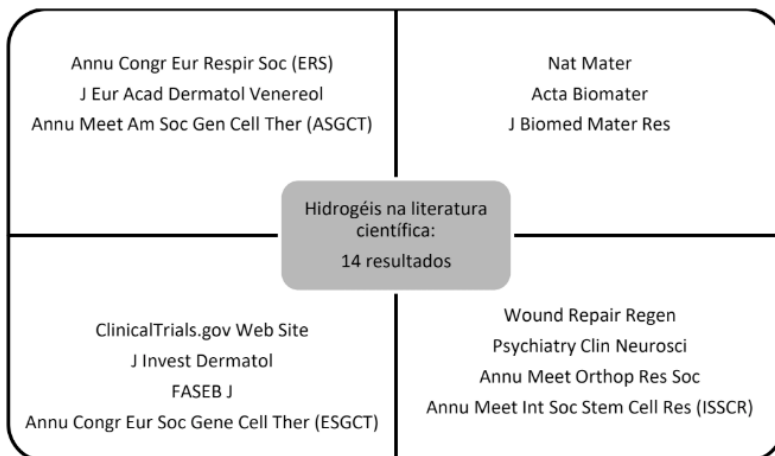 Annu Congr Eur Respir Soc (ERS)
J Eur Acad Dermatol Venereol
Annu Meet Am Soc Gen Cell Ther (ASGCT)
Nat Mater
Acta Biomater
J Biomed Mater Res
Hidrogéis na literatura
científica:
14 resultados
ClinicalTrials.gov Web Site
J Invest Dermatol
FASEB J
Annu Congr Eur Soc Gene Cell Ther (ESGCT)
Wound Repair Regen
Psychiatry Clin Neurosci
Annu Meet Orthop Res Soc
Annu Meet Int Soc Stem Cell Res (ISSCR)